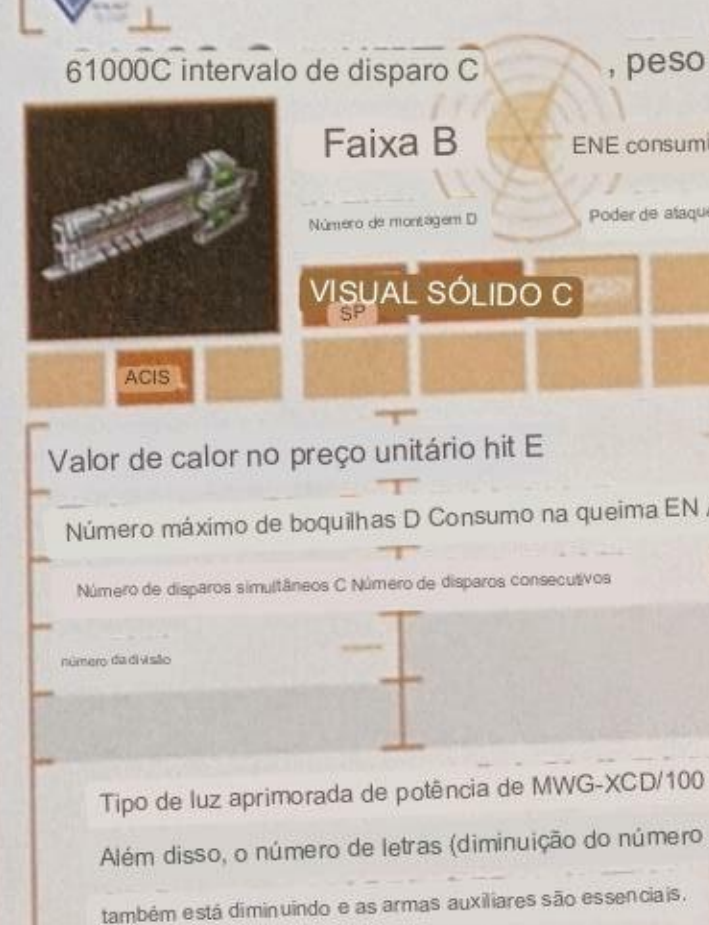 61000C intervalo de disparo C , peso
Faixa B
ENE consumi
Número de montagem D
Poder de ataque
VISUAL SÓLIDO C
SP
ACIS
Valor de calor no preço unitário hit E
Número máximo de boquilhas D Consumo na queima EN
Número de disparos simultâneos C Número de disparos consecutivos
número da divisão
Tipo de luz aprimorada de potência de MWG-XCD/100
Além disso, o número de letras (diminuição do número
também está diminuindo e as armas auxiliares são essenciais.